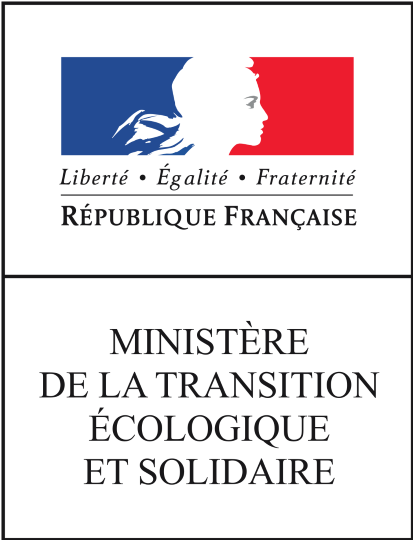 Liberté • Égalité • Fraternité
RÉPUBLIQUE FRANÇAISE
MINISTÈRE
DE LA TRANSITION
ÉCOLOGIQUE
ET SOLIDAIRE